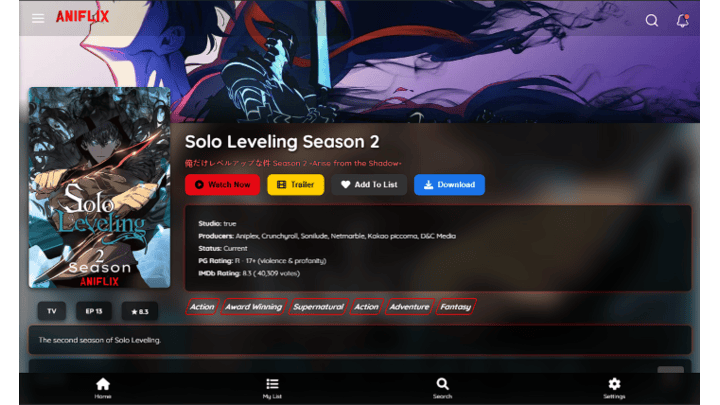 ANIFLIX
Solo Leveling Season 2
俺だけレベルアップな件 Season 2 -Arise from the Shadow-
Watch Now
Trailer
Add To List
Download
Solo
Leveling
2
Season
ANIFLIX
Studio: true
Producers: Aniplex, Crunchyroll, Sonilude, Netmarble, Kakao piccoma, D&C Media
Status: Current
PG Rating: R - 17+ (violence & profanity)
IMDb Rating: 8.3 ( 40,309 votes)
TV
EP 13
★ 8.3
Action
Award Winning
Supernatural
Action
Adventure
Fantasy
The second season of Solo Leveling.
Home
My List
Search
Settings